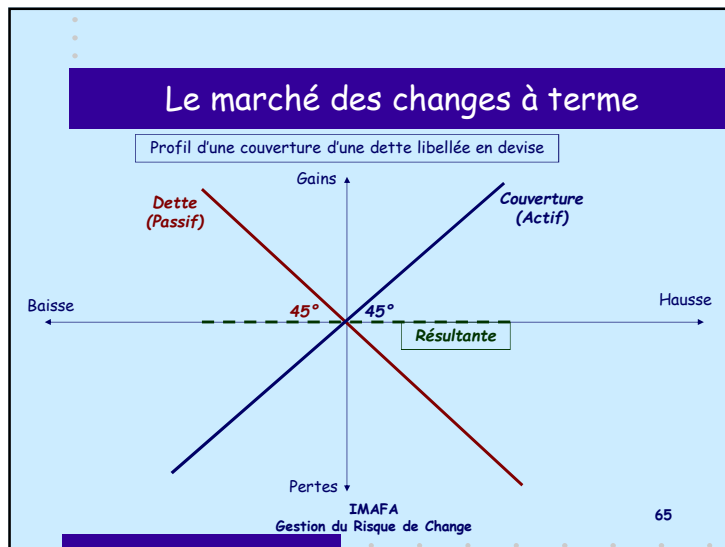 Le marché des changes à terme
Profil d'une couverture d'une dette libellée en devise
Gains
Dette
(Passif)
Couverture
(Actif)
Baisse
45°
45°
Hausse
Résultante
Pertes
IMAFA
Gestion du Risque de Change
65